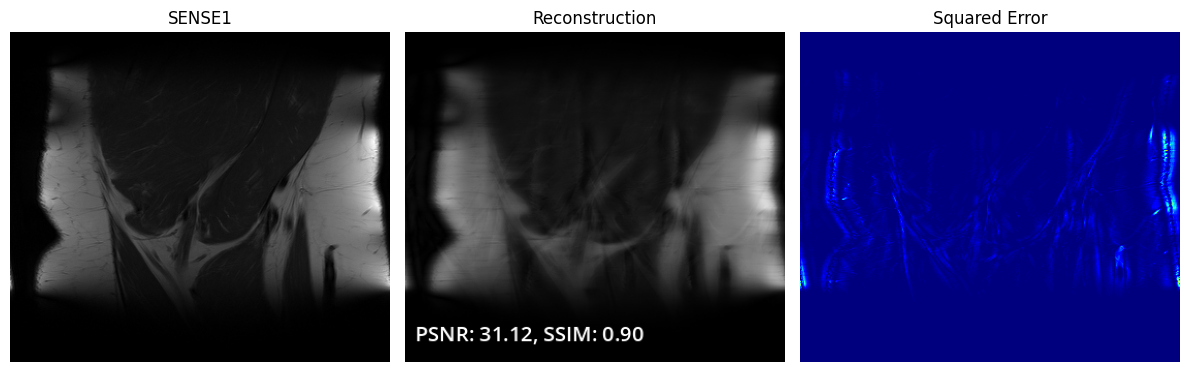 SENSE1
Reconstruction
Squared Error
PSNR: 31.12, SSIM: 0.90